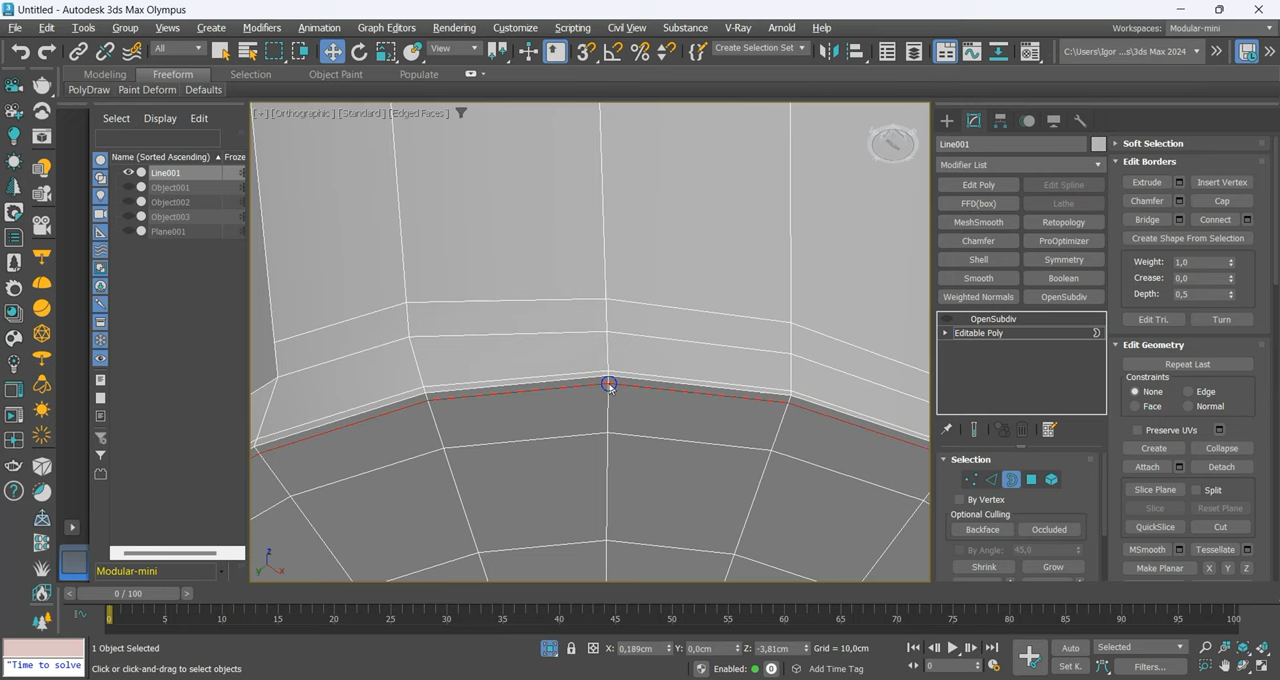 Untitled - Autodesk 3ds Max Olympus
File Edit Tools Group Views Create Modifiers Animation Graph Editors Rendering Customize Scripting Civil View Substance V-Ray Arnold Help Workspaces: Modular-mini
All View Create Selection Set C:\Users\Igor ...s\3ds Max 2024
Modeling Freeform Selection Object Paint Populate
PolyDraw Paint Deform Defaults
Select Display Edit
[+] [Orthographic ] [Standard ] [Edged Faces ]
Name (Sorted Ascending) Froze
Line001
Object001
Object002
Object003
Plane001
Modular-mini
Line001
Modifier List
Edit Poly Edit Spline
FFD(box) Lathe
MeshSmooth Retopology
Chamfer ProOptimizer
Shell Symmetry
Smooth Boolean
Weighted Normals OpenSubdiv
OpenSubdiv
Editable Poly
Selection
By Vertex
Optional Culling
Backface Occluded
By Angle: 45,0
Shrink Grow
Soft Selection
Edit Borders
Extrude Insert Vertex
Chamfer Cap
Bridge Connect
Create Shape From Selection
Weight: 1,0
Crease: 0,0
Depth: 0,5
Edit Tri. Turn
Edit Geometry
Repeat Last
Constraints
None Edge
Face Normal
Preserve UVs
Create Collapse
Attach Detach
Slice Plane Split
Slice Reset Plane
QuickSlice Cut
MSmooth Tessellate
Make Planar X Y Z
0 / 100
0 5 10 15 20 25 30 35 40 45 50 55 60 65 70 75 80 85 90 95 100
"Time to solve
1 Object Selected
Click or click-and-drag to select objects
X: 0,189cm Y: 0,0cm Z: -3,81cm Grid = 10,0cm
Enabled: 0 Add Time Tag
0
Auto Selected
Set K. Filters...
z
y x